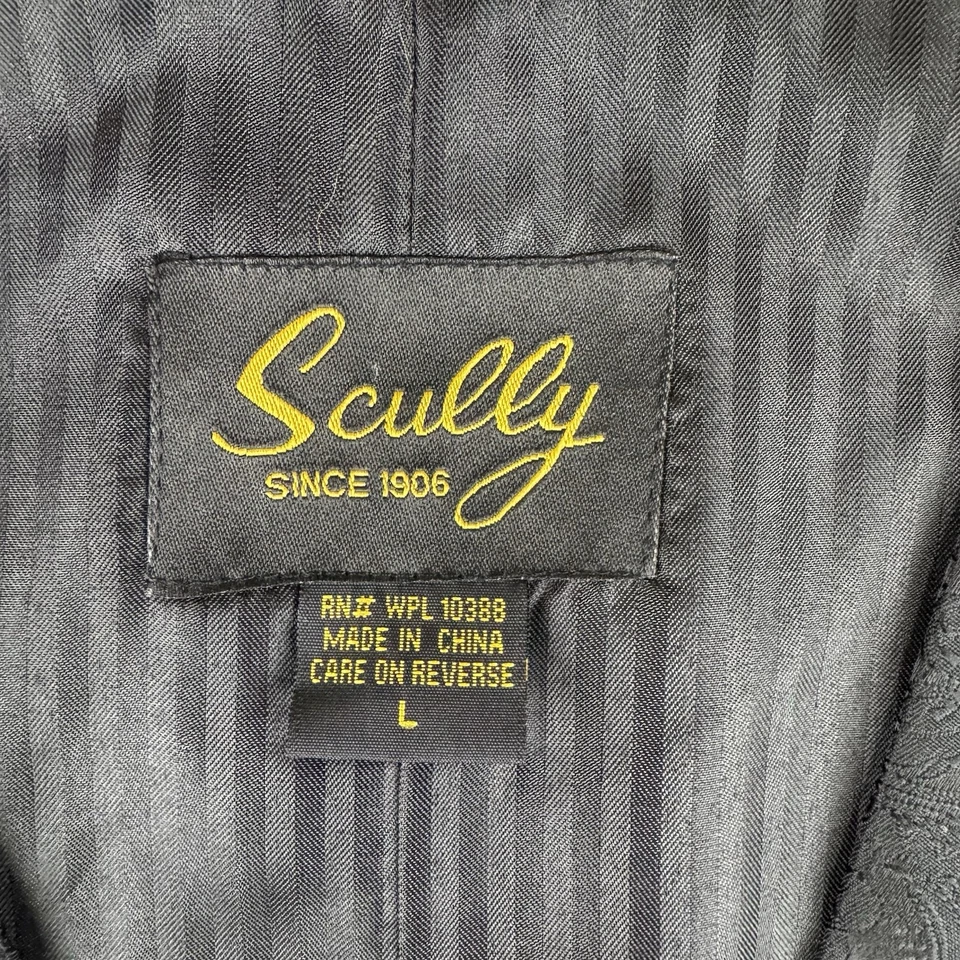 Scully
SINCE 1906
RN# WPL 10388
MADE IN CHINA
CARE ON REVERSE
L